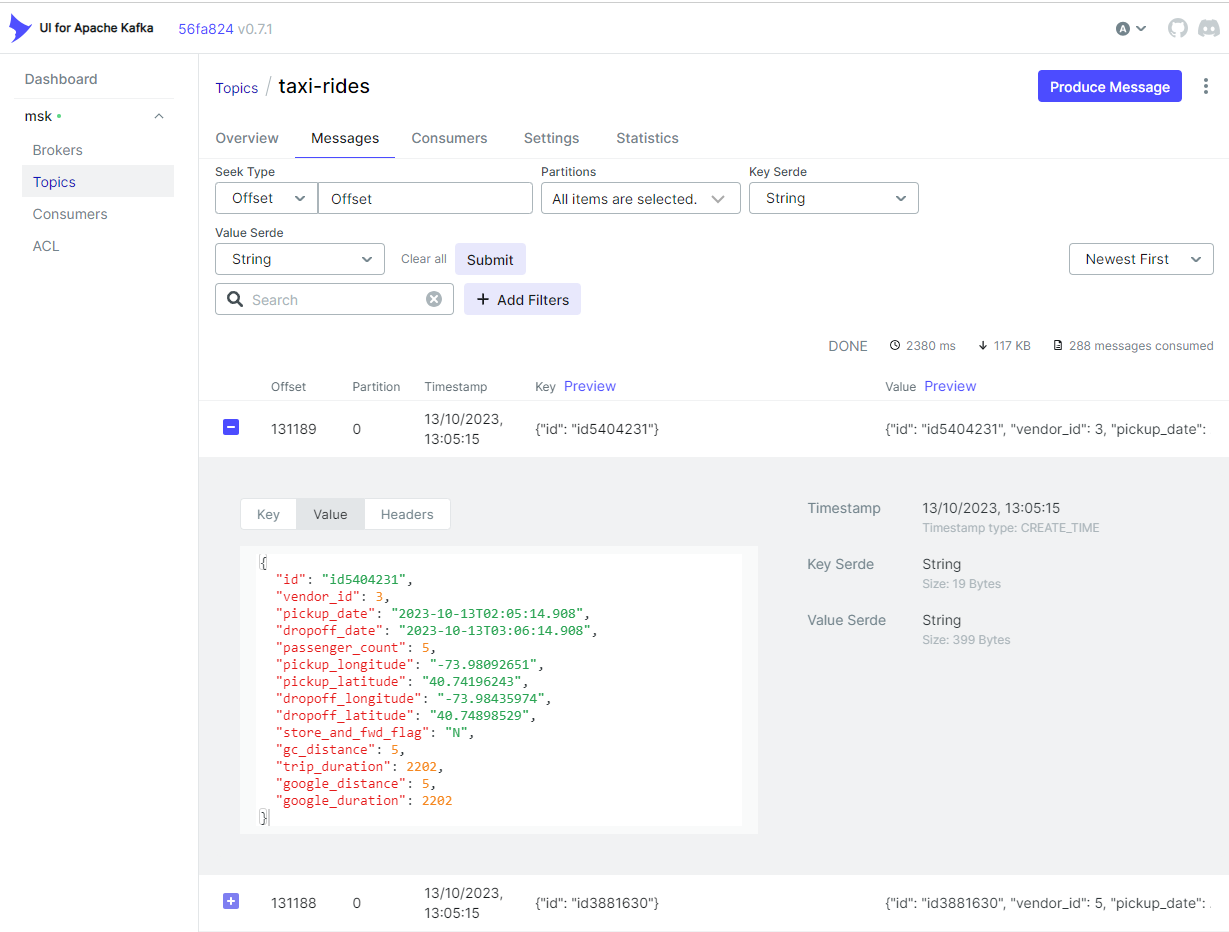 UI for Apache Kafka 56fa824 v0.7.1 A
Dashboard
msk
Brokers
Topics
Consumers
ACL
Topics / taxi-rides
Produce Message
Overview Messages Consumers Settings Statistics
Seek Type Partitions Key Serde
Offset Offset All items are selected. String
Value Serde
String Clear all Submit Newest First
Search + Add Filters
DONE 2380 ms 117 KB 288 messages consumed
Offset Partition Timestamp Key Preview Value Preview
131189 0 13/10/2023, 13:05:15 {"id": "id5404231"} {"id": "id5404231", "vendor_id": 3, "pickup_date":
Key Value Headers
{
"id": "id5404231",
"vendor_id": 3,
"pickup_date": "2023-10-13T02:05:14.908",
"dropoff_date": "2023-10-13T03:06:14.908",
"passenger_count": 5,
"pickup_longitude": "-73.98092651",
"pickup_latitude": "40.74196243",
"dropoff_longitude": "-73.98435974",
"dropoff_latitude": "40.74898529",
"store_and_fwd_flag": "N",
"gc_distance": 5,
"trip_duration": 2202,
"google_distance": 5,
"google_duration": 2202
}
Timestamp 13/10/2023, 13:05:15
Timestamp type: CREATE_TIME
Key Serde String
Size: 19 Bytes
Value Serde String
Size: 399 Bytes
131188 0 13/10/2023, 13:05:15 {"id": "id3881630"} {"id": "id3881630", "vendor_id": 5, "pickup_date":